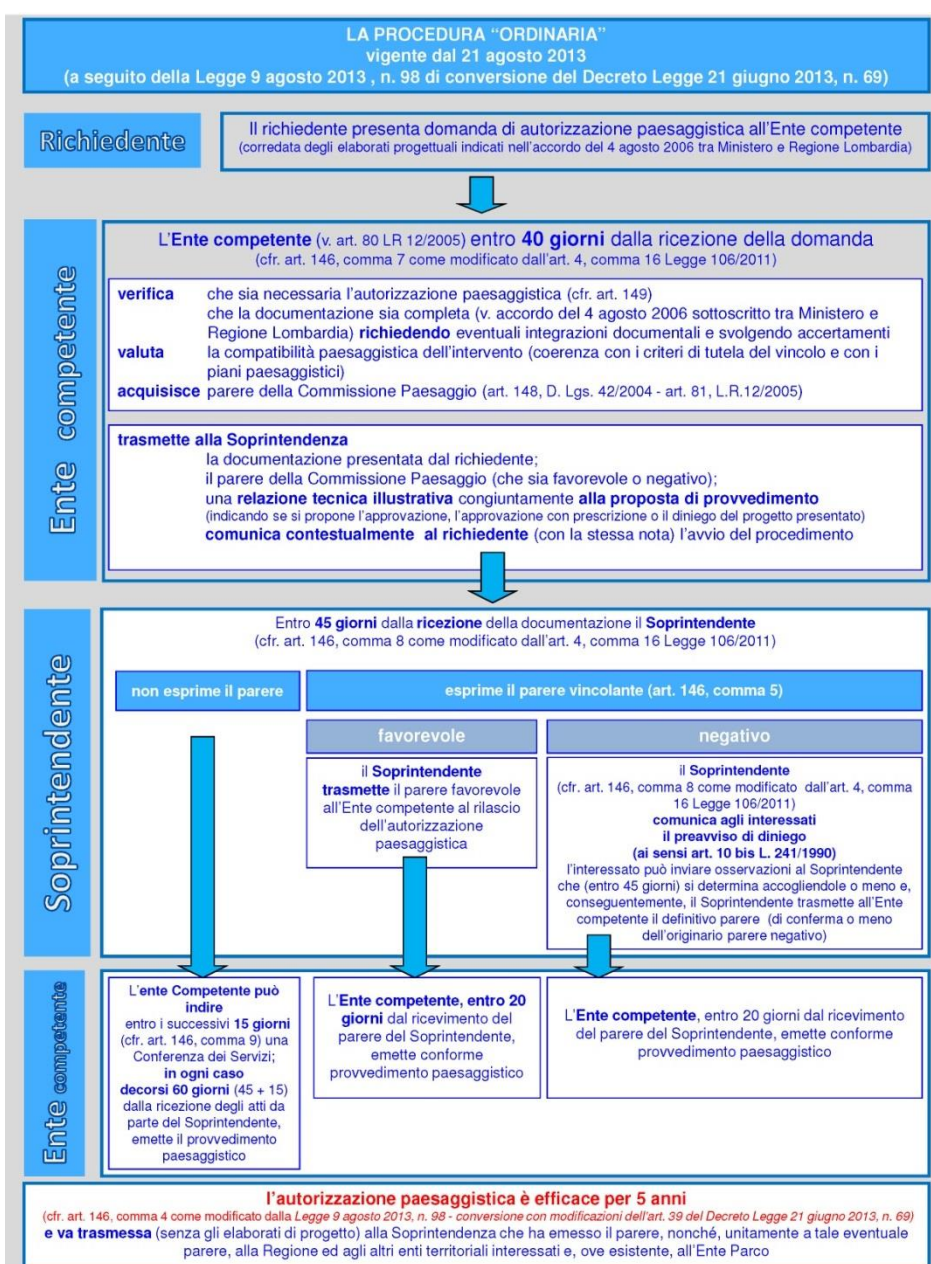 LA PROCEDURA “ORDINARIA”
vigente dal 21 agosto 2013
(a seguito della Legge 9 agosto 2013 , n. 98 di conversione del Decreto Legge 21 giugno 2013, n. 69)
Richiedente
Il richiedente presenta domanda di autorizzazione paesaggistica all’Ente competente
(corredata degli elaborati progettuali indicati nell’accordo del 4 agosto 2006 tra Ministero e Regione Lombardia)
Ente competente
L’Ente competente (v. art. 80 LR 12/2005) entro 40 giorni dalla ricezione della domanda
(cfr. art. 146, comma 7 come modificato dall’art. 4, comma 16 Legge 106/2011)
verifica che sia necessaria l’autorizzazione paesaggistica (cfr. art. 149)
che la documentazione sia completa (v. accordo del 4 agosto 2006 sottoscritto tra Ministero e
Regione Lombardia) richiedendo eventuali integrazioni documentali e svolgendo accertamenti
valuta la compatibilità paesaggistica dell’intervento (coerenza con i criteri di tutela del vincolo e con i
piani paesaggistici)
acquisisce parere della Commissione Paesaggio (art. 148, D. Lgs. 42/2004 - art. 81, L.R.12/2005)
trasmette alla Soprintendenza
la documentazione presentata dal richiedente;
il parere della Commissione Paesaggio (che sia favorevole o negativo);
una relazione tecnica illustrativa congiuntamente alla proposta di provvedimento
(indicando se si propone l’approvazione, l’approvazione con prescrizione o il diniego del progetto presentato)
comunica contestualmente al richiedente (con la stessa nota) l’avvio del procedimento
Soprintendente
Entro 45 giorni dalla ricezione della documentazione il Soprintendente
(cfr. art. 146, comma 8 come modificato dall’art. 4, comma 16 Legge 106/2011)
non esprime il parere
esprime il parere vincolante (art. 146, comma 5)
favorevole
il Soprintendente
trasmette il parere favorevole
all’Ente competente al rilascio
dell’autorizzazione
paesaggistica
negativo
il Soprintendente
(cfr. art. 146, comma 8 come modificato dall’art. 4, comma
16 Legge 106/2011)
comunica agli interessati
il preavviso di diniego
(ai sensi art. 10 bis L. 241/1990)
l’interessato può inviare osservazioni al Soprintendente
che (entro 45 giorni) si determina accogliendole o meno e,
conseguentemente, il Soprintendente trasmette all’Ente
competente il definitivo parere (di conferma o meno
dell’originario parere negativo)
Ente competente
L’ente Competente può
indire
entro i successivi 15 giorni
(cfr. art. 146, comma 9) una
Conferenza dei Servizi;
in ogni caso
decorsi 60 giorni (45 + 15)
dalla ricezione degli atti da
parte del Soprintendente,
emette il provvedimento
paesaggistico
L’Ente competente, entro 20
giorni dal ricevimento del
parere del Soprintendente,
emette conforme
provvedimento paesaggistico
L’Ente competente, entro 20 giorni dal ricevimento
del parere del Soprintendente, emette conforme
provvedimento paesaggistico
l’autorizzazione paesaggistica è efficace per 5 anni
(cfr. art. 146, comma 4 come modificato dalla Legge 9 agosto 2013, n. 98 - conversione con modificazioni dell’art. 39 del Decreto Legge 21 giugno 2013, n. 69)
e va trasmessa (senza gli elaborati di progetto) alla Soprintendenza che ha emesso il parere, nonché, unitamente a tale eventuale
parere, alla Regione ed agli altri enti territoriali interessati e, ove esistente, all’Ente Parco